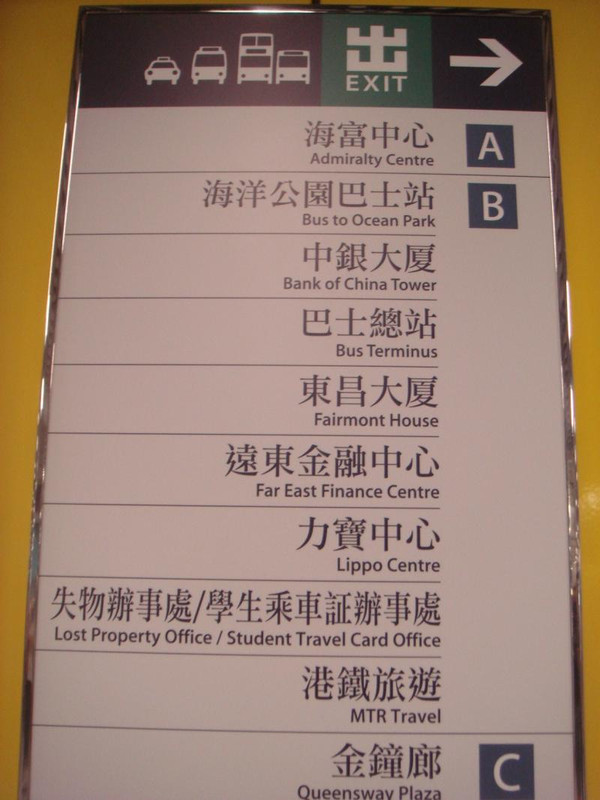 出
EXIT
海富中心
Admiralty Centre
A
海洋公園巴士站
Bus to Ocean Park
B
中銀大厦
Bank of China Tower
巴士總站
Bus Terminus
東昌大厦
Fairmont House
遠東金融中心
Far East Finance Centre
力寶中心
Lippo Centre
失物辦事處/學生乘車証辦事處
Lost Property Office / Student Travel Card Office
港鐵旅遊
MTR Travel
金鐘廊
Queensway Plaza
C